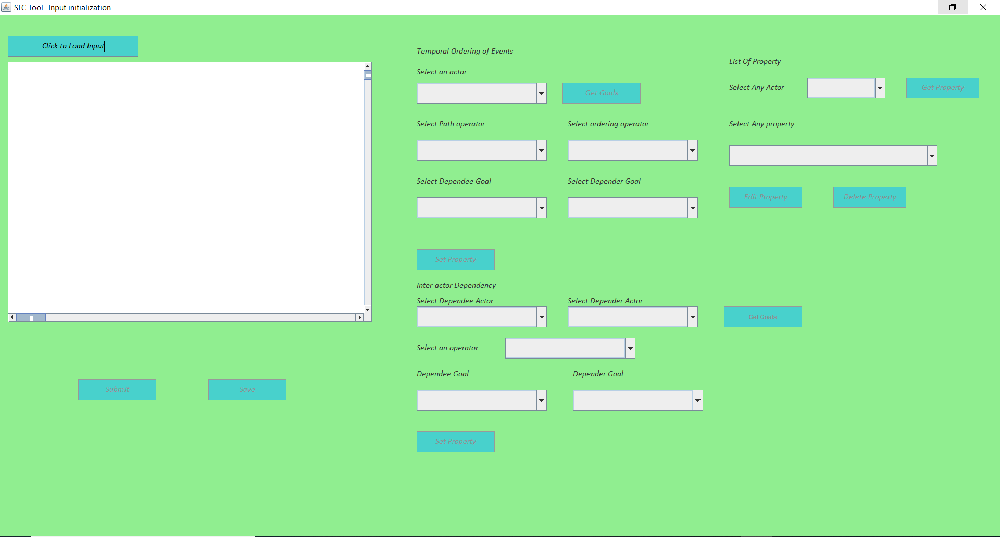 SLC Tool- Input initialization
Click to Load Input
Temporal Ordering of Events
Select an actor
Get Goals
Select Path operator
Select ordering operator
Select Dependee Goal
Select Depender Goal
Set Property
List Of Property
Select Any Actor
Get Property
Select Any property
Edit Property
Delete Property
Inter-actor Dependency
Select Dependee Actor
Select Depender Actor
Get Goals
Select an operator
Dependee Goal
Depender Goal
Set Property
Submit
Save